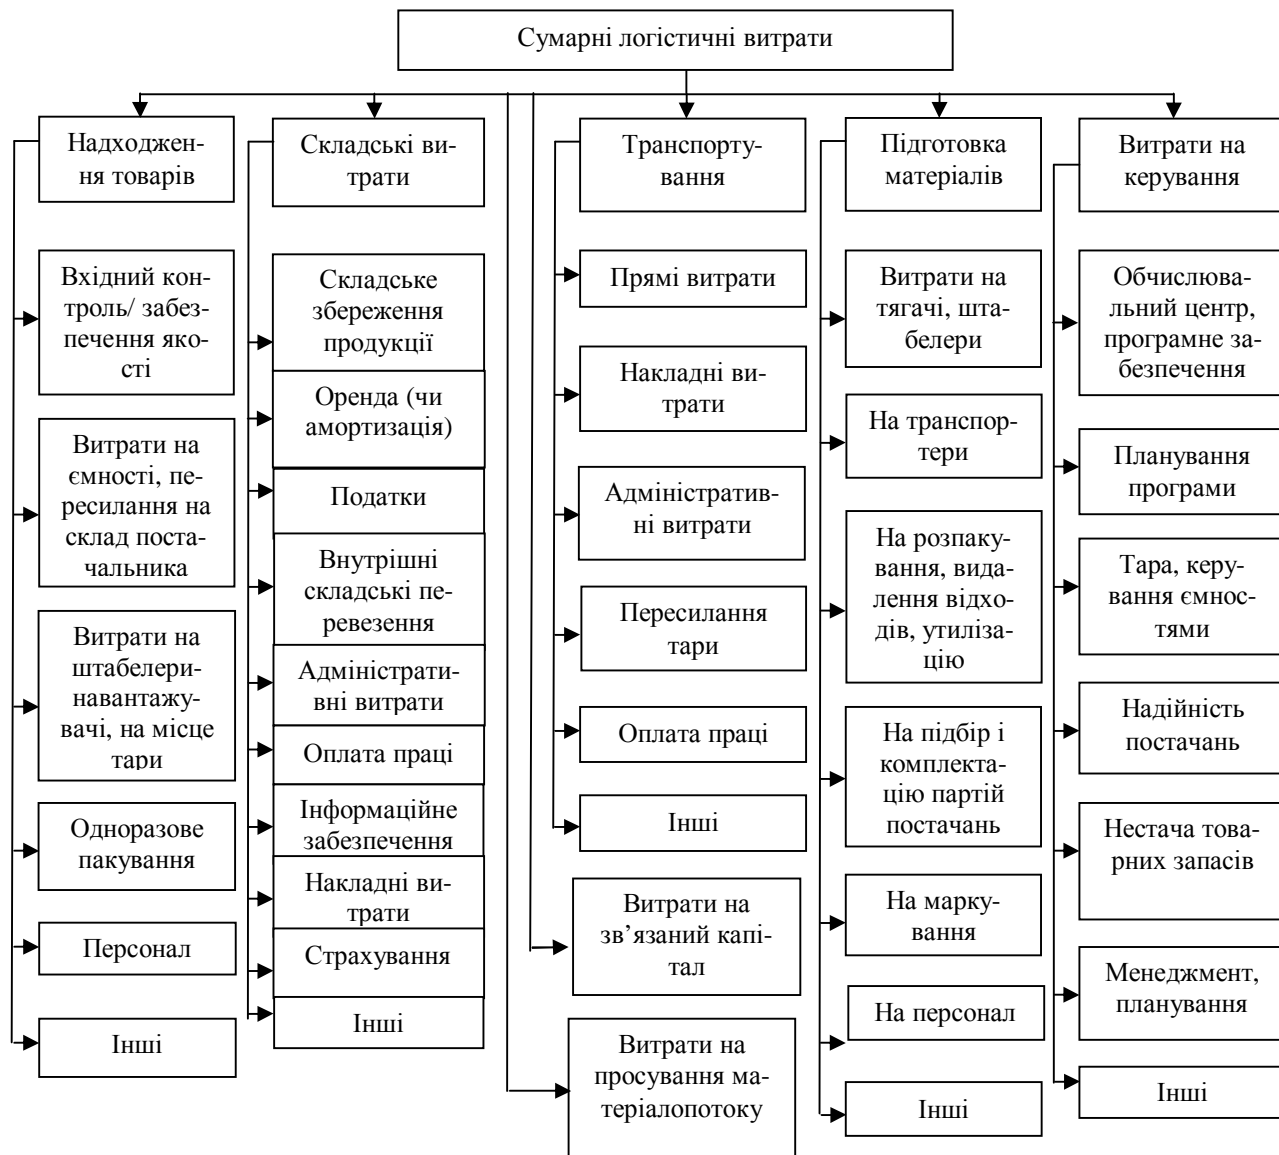 Сумарні логістичні витрати
Надходжен-
ня товарів
Вхідний кон-
троль/ забез-
печення яко-
сті
Витрати на
ємності, пе-
ресилання на
склад поста-
чальника
Витрати на
штабелери-
навантажу-
вачі, на місце
тари
Одноразове
пакування
Персонал
Інші
Складські ви-
трати
Складське
збереження
продукції
Оренда (чи
амортизація)
Податки
Внутрішні
складські пе-
ревезення
Адміністрати-
вні витрати
Оплата праці
Інформаційне
забезпечення
Накладні ви-
трати
Страхування
Інші
Транспорту-
вання
Прямі витрати
Накладні ви-
трати
Адміністратив-
ні витрати
Пересилання
тари
Оплата праці
Інші
Витрати на
зв’язаний капі-
тал
Витрати на
просування ма-
теріалопотоку
Підготовка
матеріалів
Витрати на
тягачі, шта-
белери
На транспор-
тери
На розпаку-
вання, вида-
лення відхо-
дів, утиліза-
цію
На підбір і
комплекта-
цію партій
постачань
На марку-
вання
На персонал
Інші
Витрати на
керування
Обчислюва-
льний центр,
програмне за-
безпечення
Планування
програми
Тара, керу-
вання ємнос-
тями
Надійність
постачань
Нестача това-
рних запасів
Менеджмент,
планування
Інші